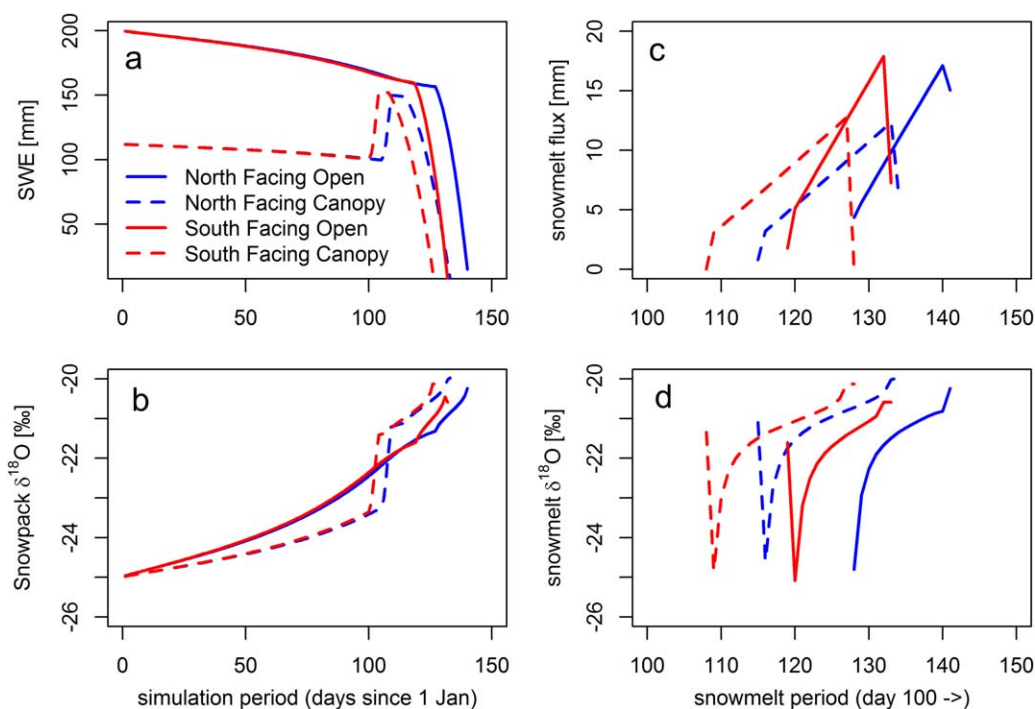 a
SWE [mm]
200
150
100
50
North Facing Open
North Facing Canopy
South Facing Open
South Facing Canopy
0 50 100 150
c
snowmelt flux [mm]
20
15
10
5
0
100 110 120 130 140 150
b
Snowpack δ¹⁸O [‰]
-20
-22
-24
-26
0 50 100 150
simulation period (days since 1 Jan)
d
snowmelt δ¹⁸O [‰]
-20
-22
-24
-26
100 110 120 130 140 150
snowmelt period (day 100 ->)